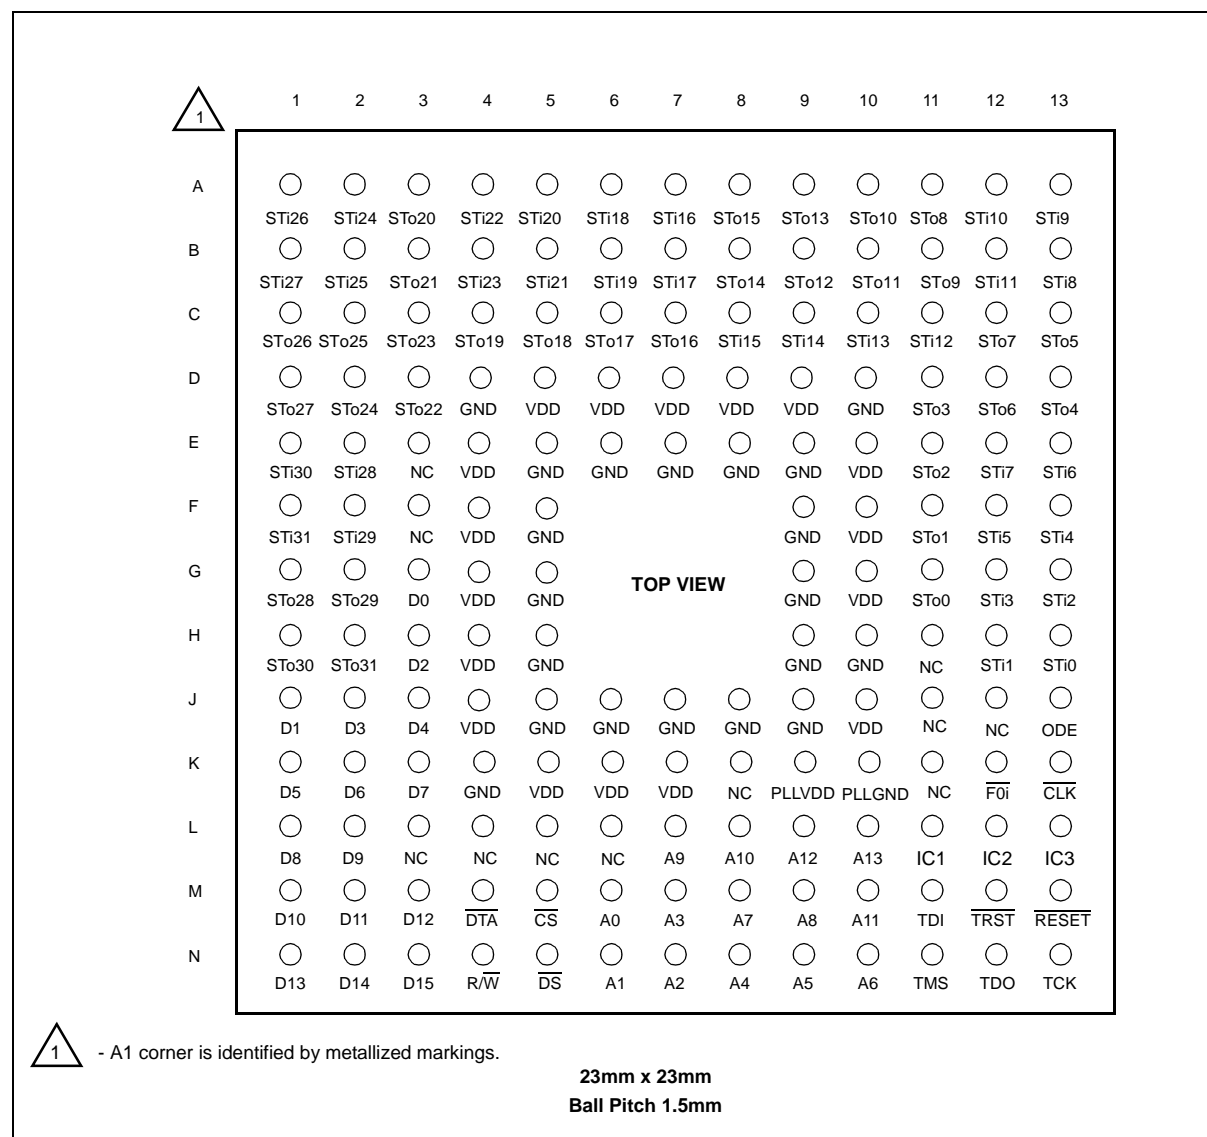 1 1 2 3 4 5 6 7 8 9 10 11 12 13
A
STi26 STi24 STo20 STi22 STi20 STi18 STi16 STo15 STo13 STo10 STo8 STi10 STi9
B
STi27 STi25 STo21 STi23 STi21 STi19 STi17 STo14 STo12 STo11 STo9 STi11 STi8
C
STo26 STo25 STo23 STo19 STo18 STo17 STo16 STi15 STi14 STi13 STi12 STo7 STo5
D
STo27 STo24 STo22 GND VDD VDD VDD VDD VDD GND STo3 STo6 STo4
E
STi30 STi28 NC VDD GND GND GND GND GND VDD STo2 STi7 STi6
F
STi31 STi29 NC VDD GND GND VDD STo1 STi5 STi4
G
TOP VIEW
STo28 STo29 D0 VDD GND GND VDD STo0 STi3 STi2
H
STo30 STo31 D2 VDD GND GND GND NC STi1 STi0
J
D1 D3 D4 VDD GND GND GND GND GND VDD NC NC ODE
K
D5 D6 D7 GND VDD VDD VDD NC PLLVDD PLLGND NC F0i CLK
L
D8 D9 NC NC NC NC A9 A10 A12 A13 IC1 IC2 IC3
M
D10 D11 D12 DTA CS A0 A3 A7 A8 A11 TDI TRST RESET
N
D13 D14 D15 R/W DS A1 A2 A4 A5 A6 TMS TDO TCK
1 - A1 corner is identified by metallized markings.
23mm x 23mm
Ball Pitch 1.5mm